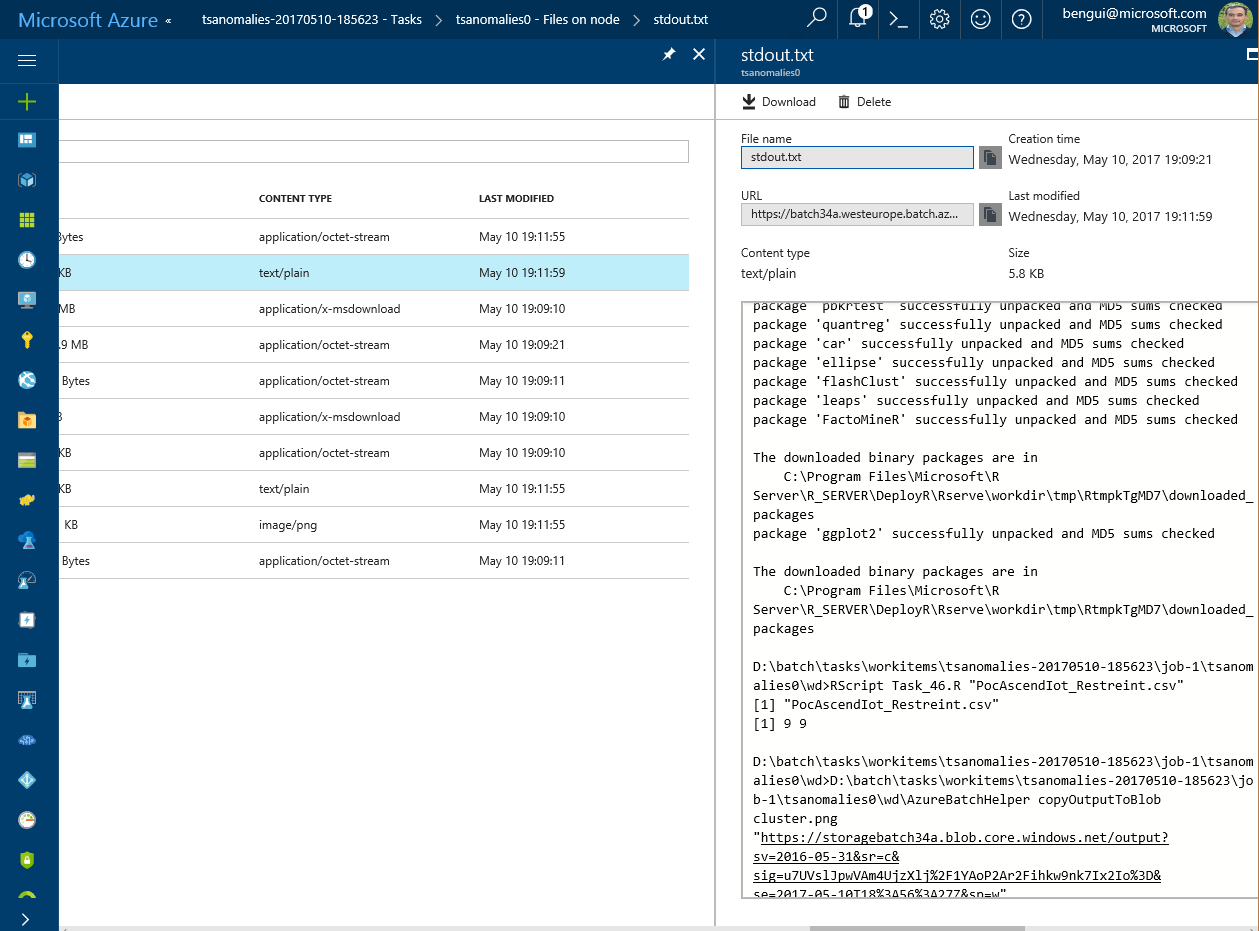 Microsoft Azure «
tsanomalies-20170510-185623 - Tasks > tsanomalies0 - Files on node > stdout.txt
1
bengui@microsoft.com
MICROSOFT
stdout.txt
tsanomalies0
Download
Delete
File name
stdout.txt
Creation time
Wednesday, May 10, 2017 19:09:21
URL
https://batch34a.westeurope.batch.az...
Last modified
Wednesday, May 10, 2017 19:11:59
Content type
text/plain
Size
5.8 KB
CONTENT TYPE LAST MODIFIED
Bytes application/octet-stream May 10 19:11:55
KB text/plain May 10 19:11:59
MB application/x-msdownload May 10 19:09:10
.9 MB application/octet-stream May 10 19:09:21
Bytes application/octet-stream May 10 19:09:11
application/x-msdownload May 10 19:09:10
KB application/octet-stream May 10 19:09:10
KB text/plain May 10 19:11:55
KB image/png May 10 19:11:55
Bytes application/octet-stream May 10 19:09:11
package 'pbkrtest' successfully unpacked and MD5 sums checked
package 'quantreg' successfully unpacked and MD5 sums checked
package 'car' successfully unpacked and MD5 sums checked
package 'ellipse' successfully unpacked and MD5 sums checked
package 'flashClust' successfully unpacked and MD5 sums checked
package 'leaps' successfully unpacked and MD5 sums checked
package 'FactoMineR' successfully unpacked and MD5 sums checked
The downloaded binary packages are in
C:\Program Files\Microsoft\R
Server\R_SERVER\DeployR\Rserve\workdir\tmp\RtmpkTgMD7\downloaded_
packages
package 'ggplot2' successfully unpacked and MD5 sums checked
The downloaded binary packages are in
C:\Program Files\Microsoft\R
Server\R_SERVER\DeployR\Rserve\workdir\tmp\RtmpkTgMD7\downloaded_
packages
D:\batch\tasks\workitems\tsanomalies-20170510-185623\job-1\tsanom
alies0\wd>RScript Task_46.R "PocAscendIot_Restreint.csv"
[1] "PocAscendIot_Restreint.csv"
[1] 9 9
D:\batch\tasks\workitems\tsanomalies-20170510-185623\job-1\tsanom
alies0\wd>D:\batch\tasks\workitems\tsanomalies-20170510-185623\jo
b-1\tsanomalies0\wd\AzureBatchHelper copyOutputToBlob
cluster.png
"https://storagebatch34a.blob.core.windows.net/output?
sv=2016-05-31&sr=c&
sig=u7UVslJpwVAm4UjzXlj%2F1YAoP2Ar2Fihkw9nk7Ix2Io%3D&
se=2017-05-10T18%3A56%3A27Z&sp=w"